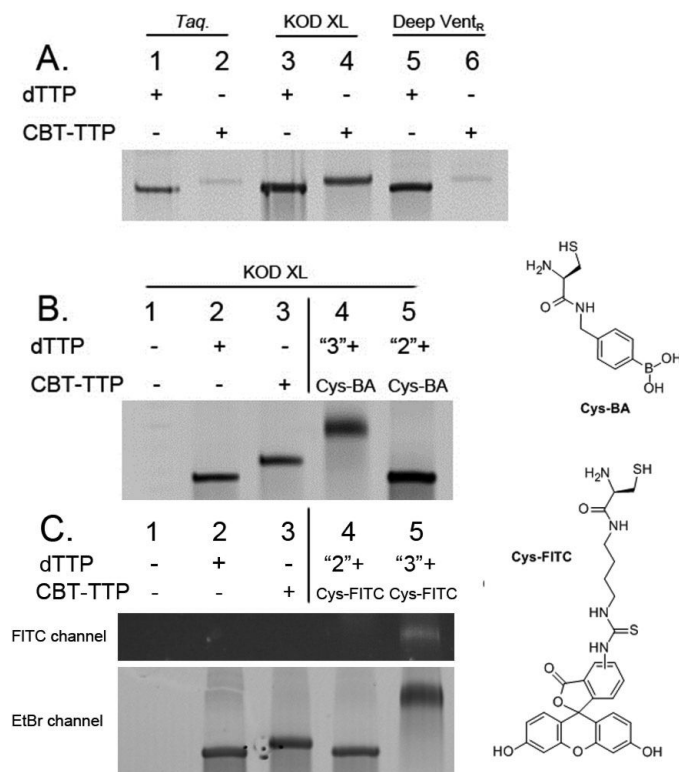 Taq. KOD XL Deep Vent_R
A. 1 2 3 4 5 6
dTTP + - + - + -
CBT-TTP - + - + - +
HS
H₂N
O NH
B OH
OH
Cys-BA
KOD XL
B. 1 2 3 4 5
dTTP - + - "3"+ "2"+
CBT-TTP - - + Cys-BA Cys-BA
C. 1 2 3 4 5
dTTP - + - "2"+ "3"+
CBT-TTP - - + Cys-FITC Cys-FITC
FITC channel
EtBr channel
H₂N SH
O NH
Cys-FITC
NH
S
NH
O
O
HO O OH